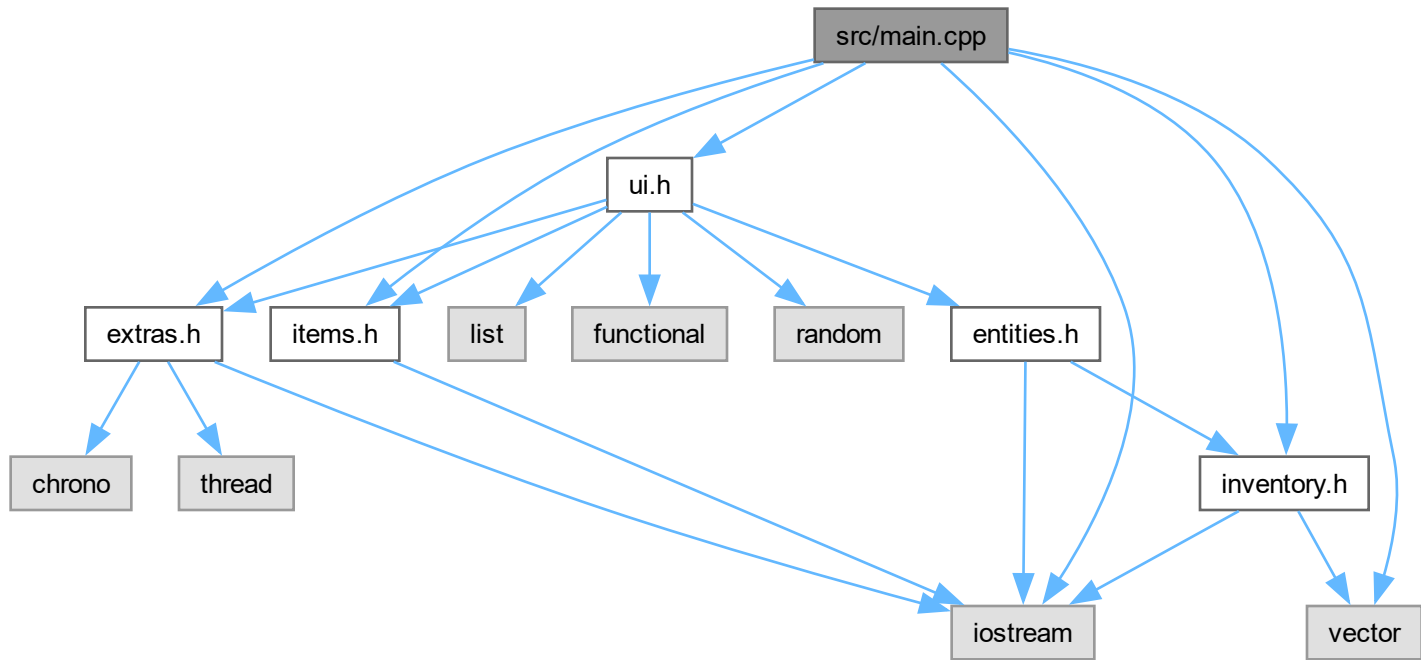 src/main.cpp
ui.h
extras.h
items.h
list
functional
random
entities.h
chrono
thread
inventory.h
iostream
vector